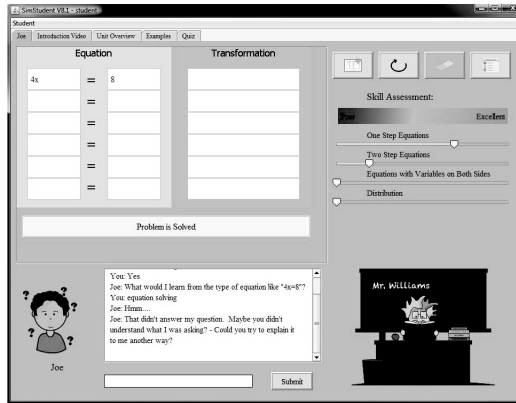 SimStudent V8.1 - student
Student
Joe
Introduction Video
Unit Overview
Examples
Quiz
Equation
Transformation
4x = 8
=
=
=
=
=
Problem is Solved
Skill Assessment:
Poor
Excellent
One Step Equations
Two Step Equations
Equations with Variables on Both Sides
Distribution
You: Yes
Joe: What would I learn from the type of equation like "4x=8"?
You: equation solving
Joe: Hmm....
Joe: That didn't answer my question. Maybe you didn't
understand what I was asking? - Could you try to explain it
to me another way?
? ? ? ?
Joe
Submit
Mr. Williams